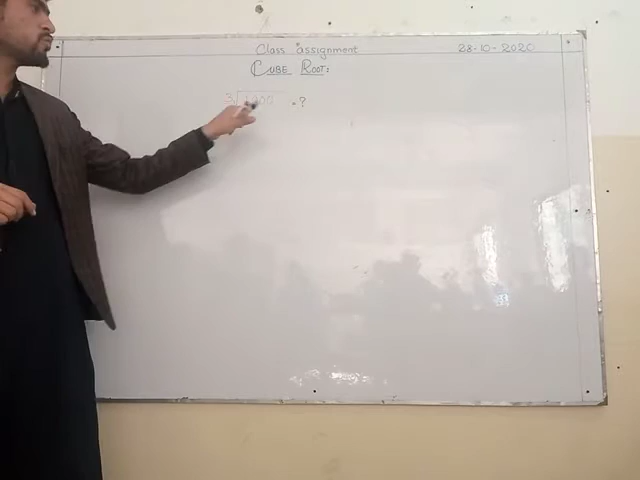 Class assignment 28-10-2020
CUBE ROOT:
= ?